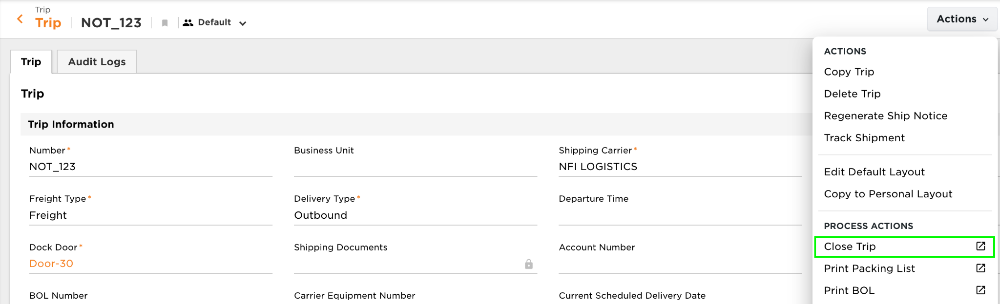 Trip
Trip NOT_123 Default
Actions
Trip
Audit Logs
Trip
Trip Information
Number*
NOT_123
Business Unit
Shipping Carrier*
NFI LOGISTICS
Freight Type*
Freight
Delivery Type*
Outbound
Departure Time
Dock Door*
Door-30
Shipping Documents
Account Number
BOL Number
Carrier Equipment Number
Current Scheduled Delivery Date
ACTIONS
Copy Trip
Delete Trip
Regenerate Ship Notice
Track Shipment
Edit Default Layout
Copy to Personal Layout
PROCESS ACTIONS
Close Trip
Print Packing List
Print BOL